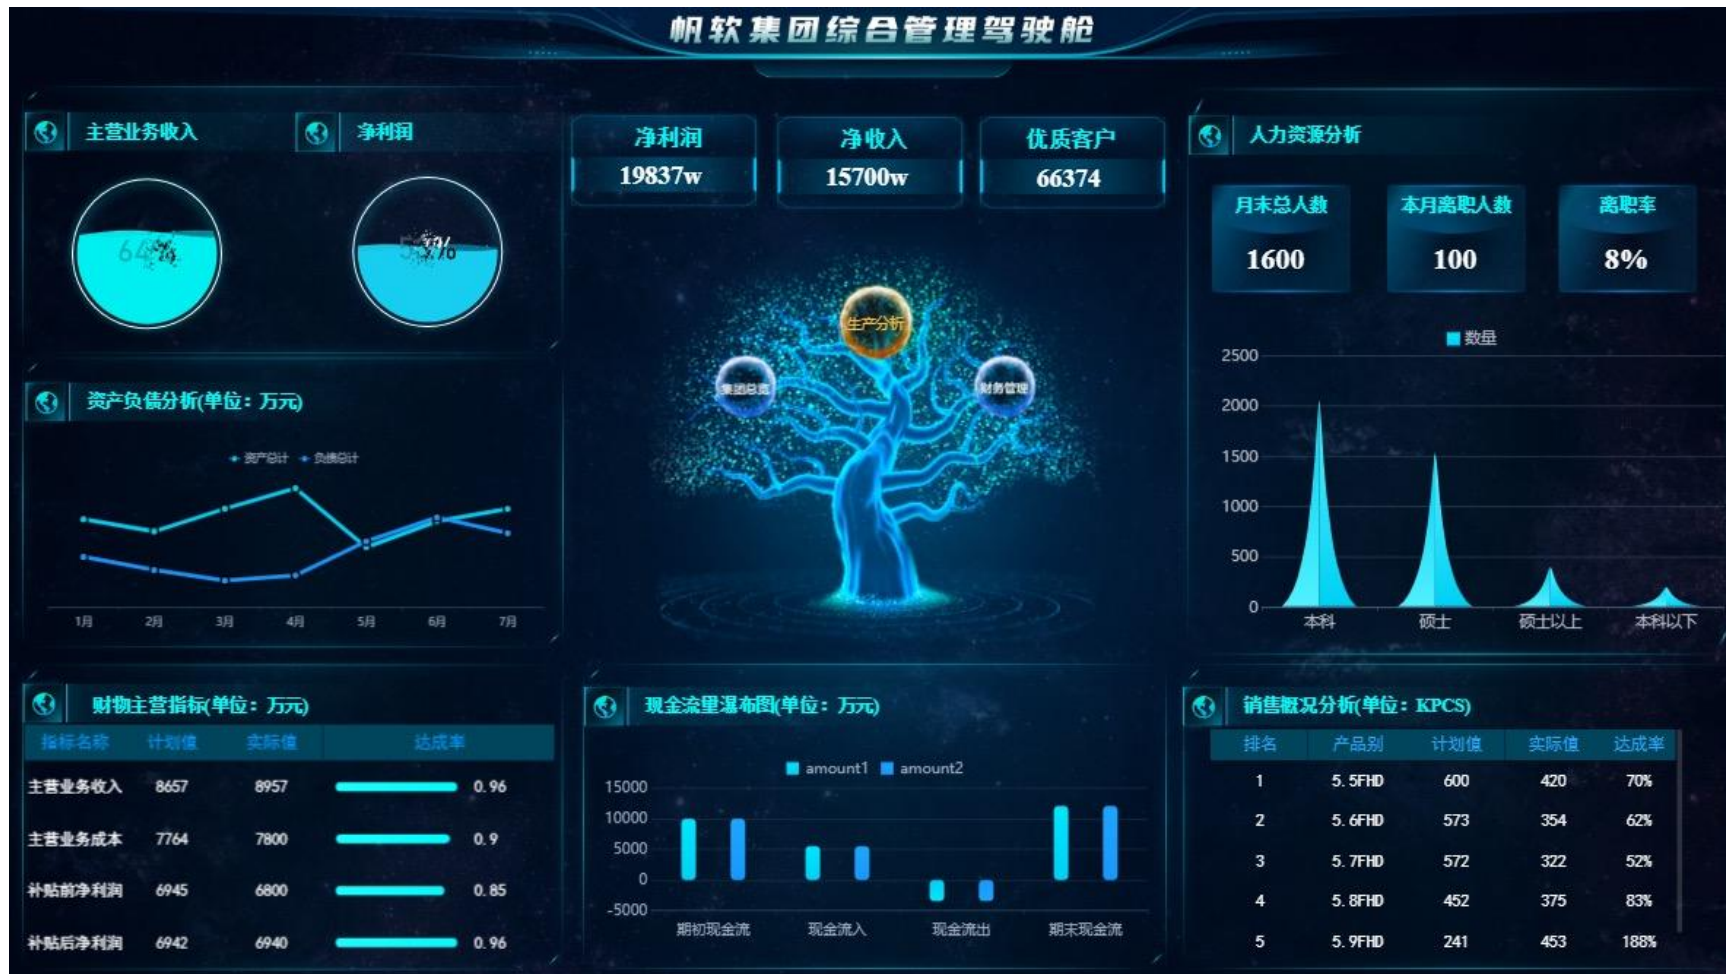 帆软集团综合管理驾驶舱
主营业务收入
净利润
64%
净利润
19837w
净收入
15700w
优质客户
66374
生产分析
集团总览
财务管理
人力资源分析
月末总人数
本月离职人数
离职率
1600
100
8%
数量
2500
2000
1500
1000
500
0
本科
硕士
硕士以上
本科以下
资产负债分析(单位：万元)
资产总计
负债总计
1月
2月
3月
4月
5月
6月
7月
财物主营指标(单位：万元)
指标名称 计划值 实际值 达成率
主营业务收入 8657 8957 0.96
主营业务成本 7764 7800 0.9
补贴前净利润 6945 6800 0.85
补贴后净利润 6942 6940 0.96
现金流里瀑布图(单位：万元)
amount1 amount2
15000
10000
5000
0
-5000
期初现金流
现金流入
现金流出
期末现金流
销售概况分析(单位：KPCS)
排名 产品别 计划值 实际值 达成率
1 5.5FHD 600 420 70%
2 5.6FHD 573 354 62%
3 5.7FHD 572 322 52%
4 5.8FHD 452 375 83%
5 5.9FHD 241 453 188%